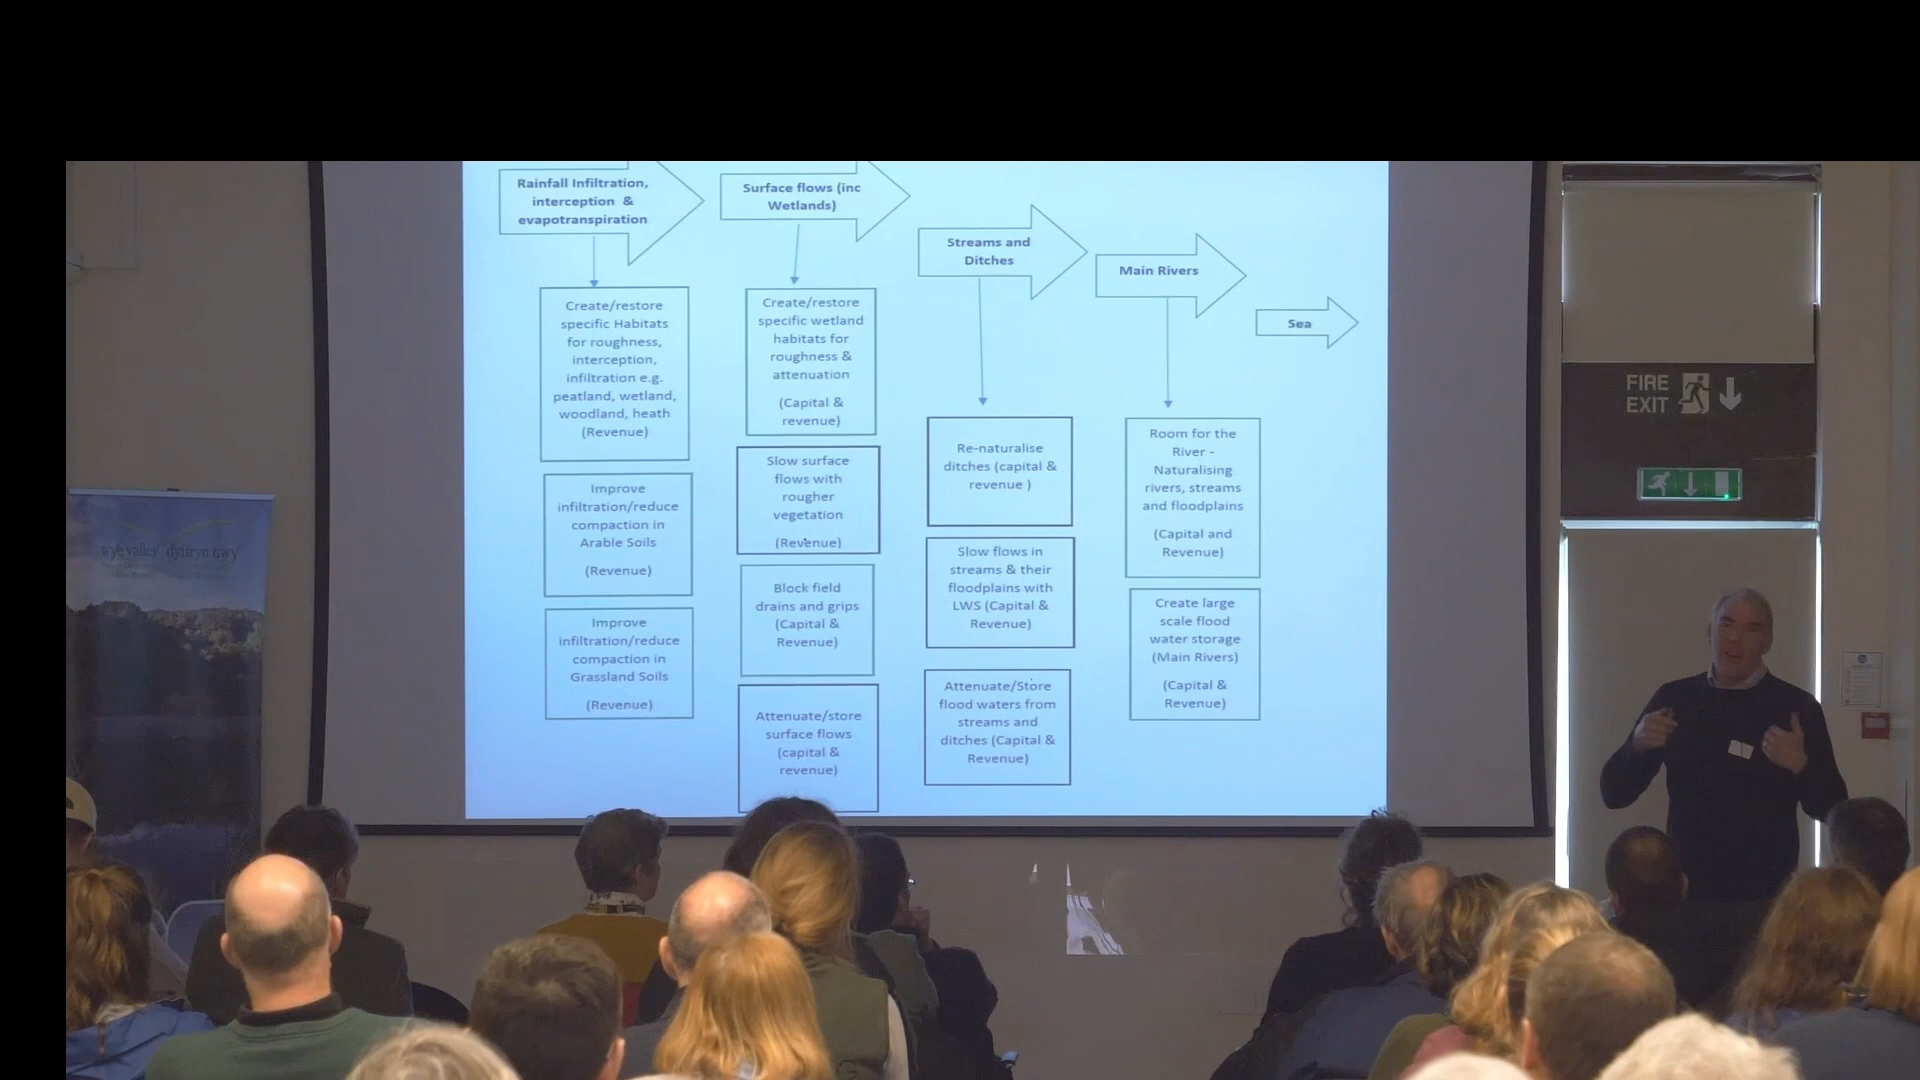 Rainfall Infiltration,
interception &
evapotranspiration
Surface flows (inc
Wetlands)
Streams and
Ditches
Main Rivers
Sea
Create/restore
specific Habitats
for roughness,
interception,
infiltration e.g.
peatland, wetland,
woodland, heath
(Revenue)
Improve
infiltration/reduce
compaction in
Arable Soils
(Revenue)
Improve
infiltration/reduce
compaction in
Grassland Soils
(Revenue)
Create/restore
specific wetland
habitats for
roughness &
attenuation
(Capital &
revenue)
Slow surface
flows with
rougher
vegetation
(Revenue)
Block field
drains and grips
(Capital &
Revenue)
Attenuate/store
surface flows
(capital &
revenue)
Re-naturalise
ditches (capital &
revenue )
Slow flows in
streams & their
floodplains with
LWS (Capital &
Revenue)
Attenuate/Store
flood waters from
streams and
ditches (Capital &
Revenue)
Room for the
River -
Naturalising
rivers, streams
and floodplains
(Capital and
Revenue)
Create large
scale flood
water storage
(Main Rivers)
(Capital &
Revenue)
FIRE
EXIT
wye valley dyffryn gwy